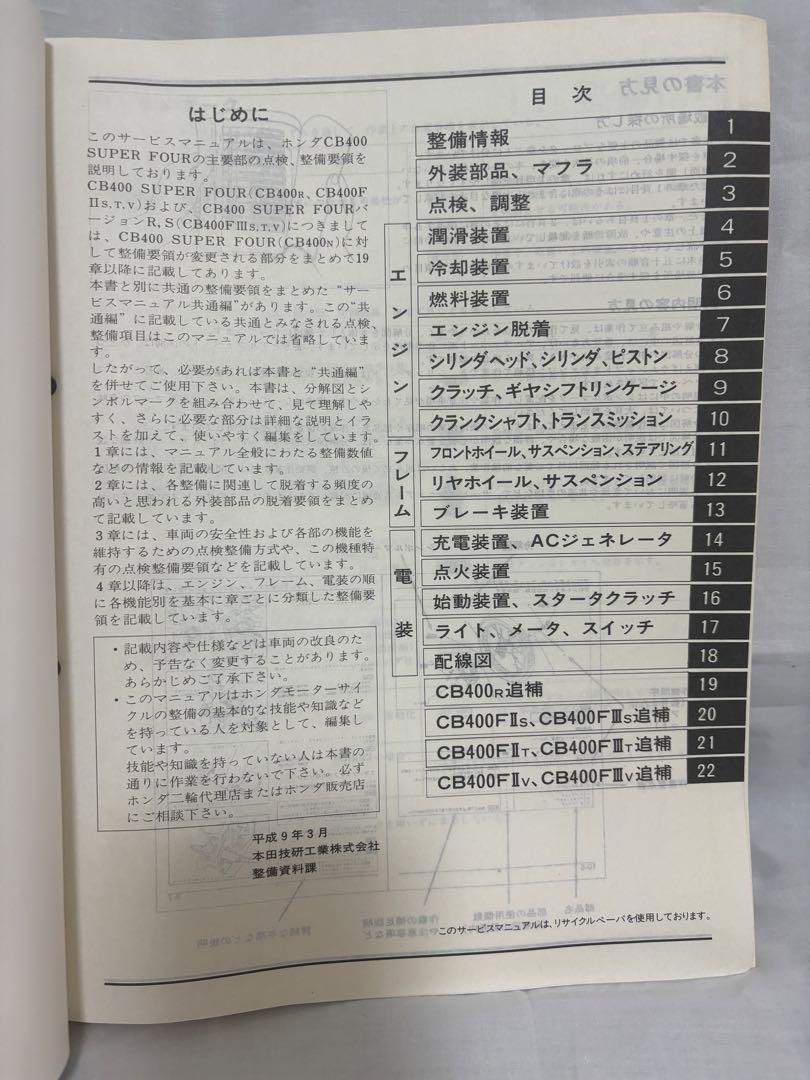 はじめに
このサービスマニュアルは、ホンダCB400
SUPER FOURの主要部の点検、整備要領を
説明しております。
CB400 SUPER FOUR(CB400R、CB400F
ⅡS,T,V)および、CB400 SUPER FOURバ
ージョンR, S(CB400FⅢS,T,V)につきまして
は、CB400 SUPER FOUR(CB400N)に対
して整備要領が変更される部分をまとめて19
章以降に記載してあります。
本書と別に共通の整備要領をまとめた“サー
ビスマニュアル共通編”があります。この“共
通編”に記載している共通とみなされる点検、
整備項目はこのマニュアルでは省略していま
す。
したがって、必要があれば本書と“共通編”
を併せてご使用下さい。本書は、分解図とシ
ンボルマークを組み合わせて、見て理解しや
すく、さらに必要な部分は詳細な説明とイラ
ストを加えて、使いやすく編集をしています。
1章には、マニュアル全般にわたる整備数値
などの情報を記載しています。
2章には、各整備に関連して脱着する頻度の
高いと思われる外装部品の脱着要領をまとめ
て記載しています。
3章には、車両の安全性および各部の機能を
維持するための点検整備方式や、この機種特
有の点検整備要領などを記載しています。
4章以降は、エンジン、フレーム、電装の順
に各機能別を基本に章ごとに分類した整備要
領を記載しています。
・記載内容や仕様などは車両の改良のた
め、予告なく変更することがあります。
あらかじめご了承下さい。
・このマニュアルはホンダモーターサイ
クルの整備の基本的な技能や知識など
を持っている人を対象として、編集し
ています。
技能や知識を持っていない人は本書の
通りに作業を行わないで下さい。必ず
ホンダ二輪代理店またはホンダ販売店
にご相談下さい。
平成9年3月
本田技研工業株式会社
整備資料課
目 次
整備情報 1
外装部品、マフラ 2
点検、調整 3
エンジン
潤滑装置 4
冷却装置 5
燃料装置 6
エンジン脱着 7
シリンダヘッド、シリンダ、ピストン 8
クラッチ、ギヤシフトリンケージ 9
クランクシャフト、トランスミッション 10
フレーム
フロントホイール、サスペンション、ステアリング 11
リヤホイール、サスペンション 12
ブレーキ装置 13
電装
充電装置、ACジェネレータ 14
点火装置 15
始動装置、スタータクラッチ 16
ライト、メータ、スイッチ 17
配線図 18
CB400R追補 19
CB400FⅡS、CB400FⅢS追補 20
CB400FⅡT、CB400FⅢT追補 21
CB400FⅡV、CB400FⅢV追補 22
このサービスマニュアルは、リサイクルペーパを使用しております。